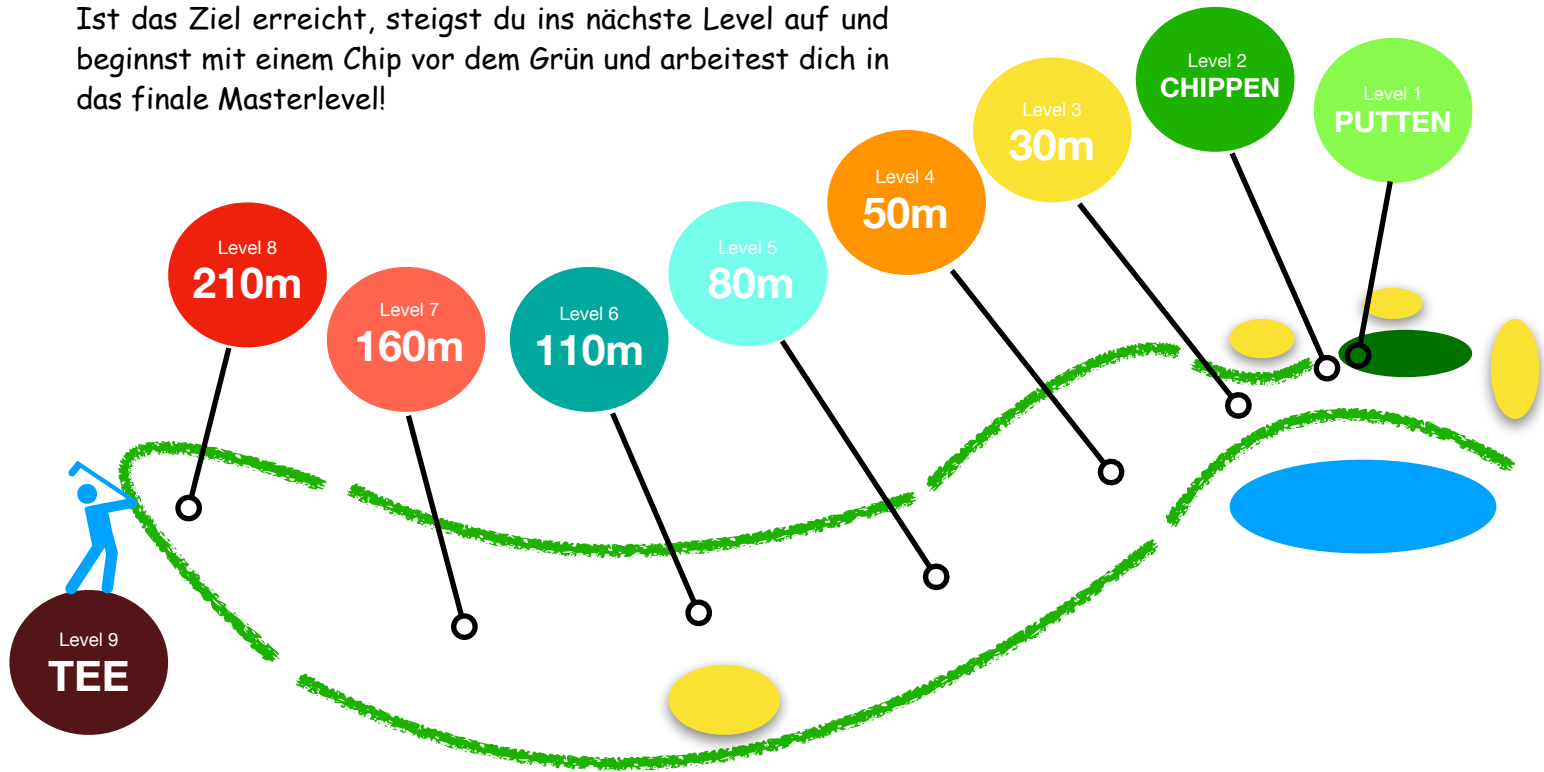 Ist das Ziel erreicht, steigst du ins nächste Level auf und
beginnst mit einem Chip vor dem Grün und arbeitest dich in
das finale Masterlevel!
Level 1
PUTTEN
Level 2
CHIPPEN
Level 3
30m
Level 4
50m
Level 5
80m
Level 6
110m
Level 7
160m
Level 8
210m
Level 9
TEE